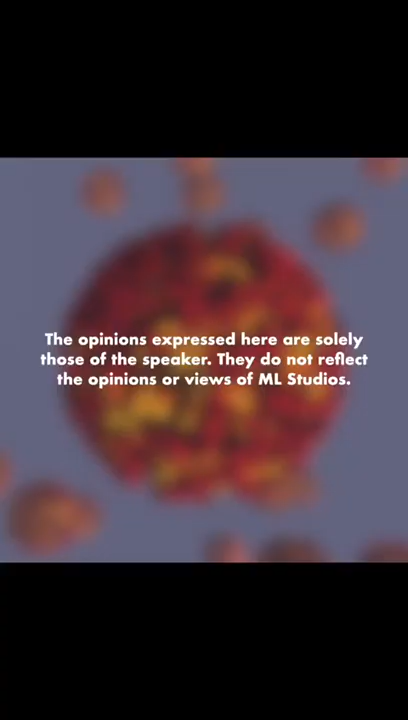 The opinions expressed here are solely
those of the speaker. They do not reflect
the opinions or views of ML Studios.